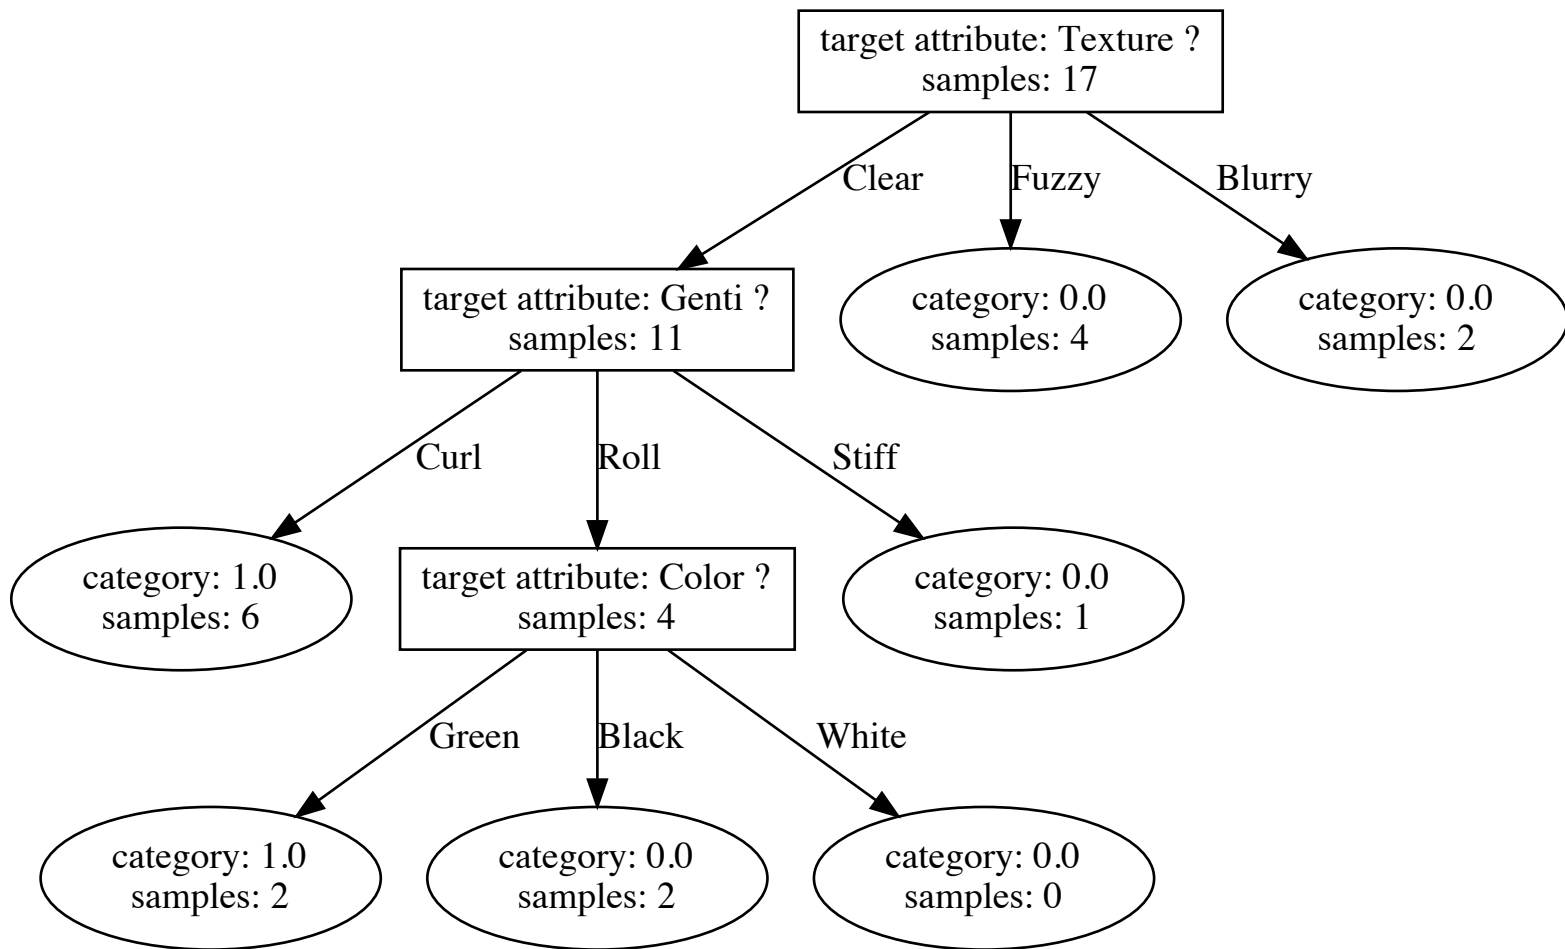 target attribute: Texture ?
samples: 17
Clear
Fuzzy
Blurry
target attribute: Genti ?
samples: 11
category: 0.0
samples: 4
category: 0.0
samples: 2
Curl
Roll
Stiff
category: 1.0
samples: 6
target attribute: Color ?
samples: 4
category: 0.0
samples: 1
Green
Black
White
category: 1.0
samples: 2
category: 0.0
samples: 2
category: 0.0
samples: 0